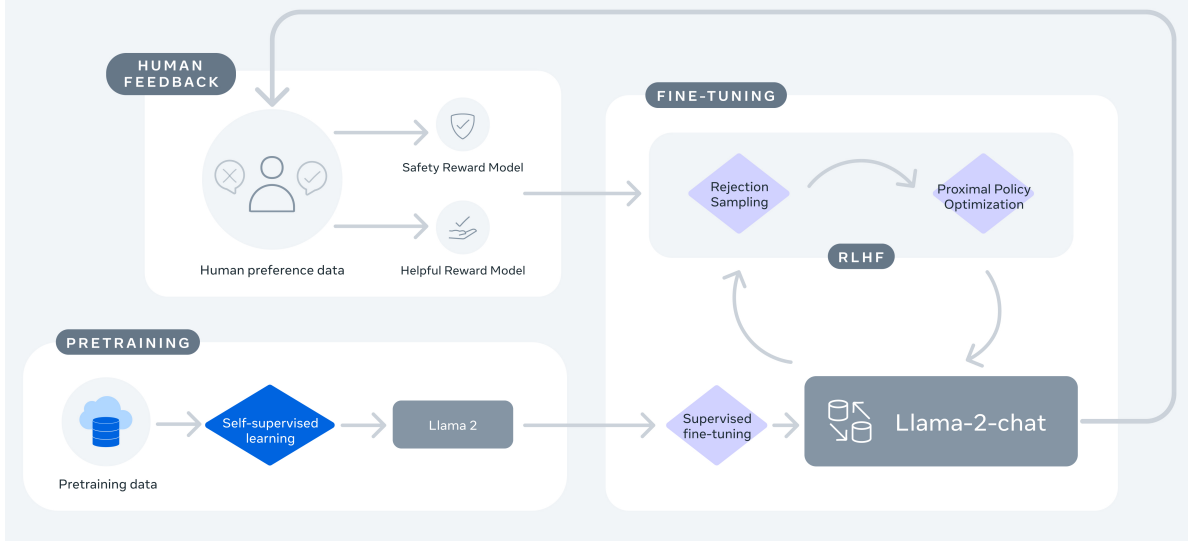 HUMAN
FEEDBACK
Safety Reward Model
Human preference data
Helpful Reward Model
FINE-TUNING
Rejection
Sampling
Proximal Policy
Optimization
RLHF
PRETRAINING
Pretraining data
Self-supervised
learning
Llama 2
Supervised
fine-tuning
Llama-2-chat